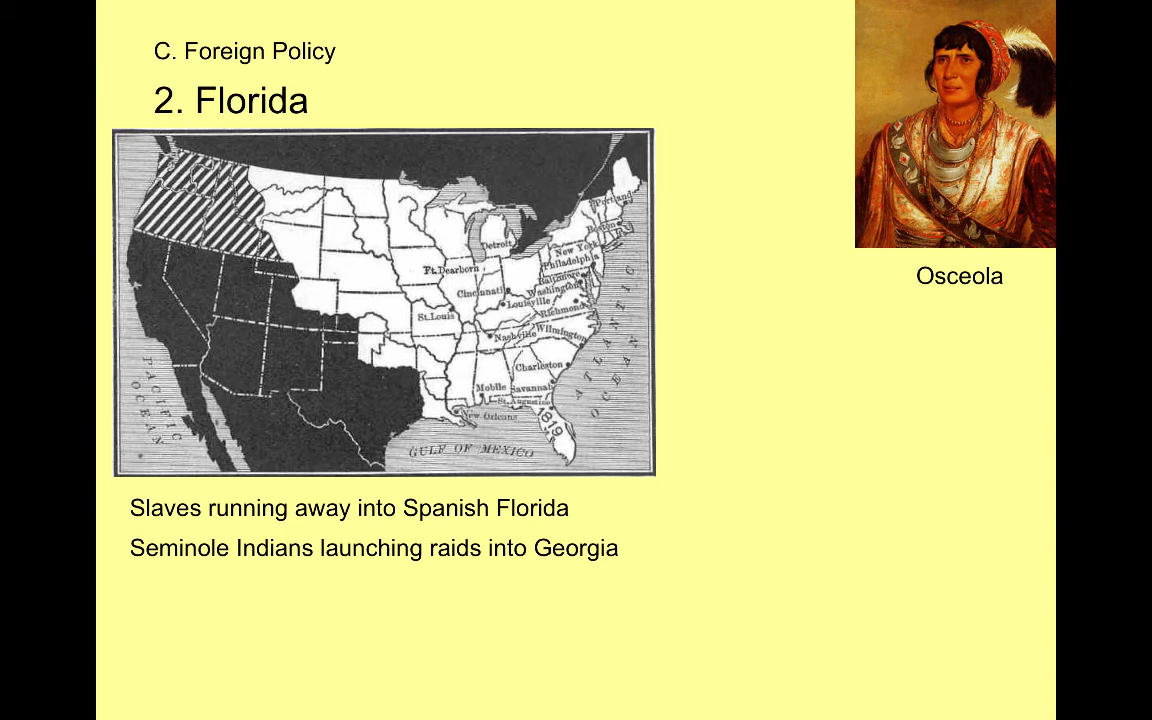 C. Foreign Policy
2. Florida
Osceola
Portland
Boston
New York
Philadelphia
Detroit
Ft. Dearborn
Baltimore
Washington
Cincinnati
Louisville
Richmond
St. Louis
Nashville
Wilmington
Charleston
Mobile
Savannah
St. Augustine
New Orleans
1819
PACIFIC
OCEAN
ATLANTIC
OCEAN
GULF OF MEXICO
Slaves running away into Spanish Florida
Seminole Indians launching raids into Georgia